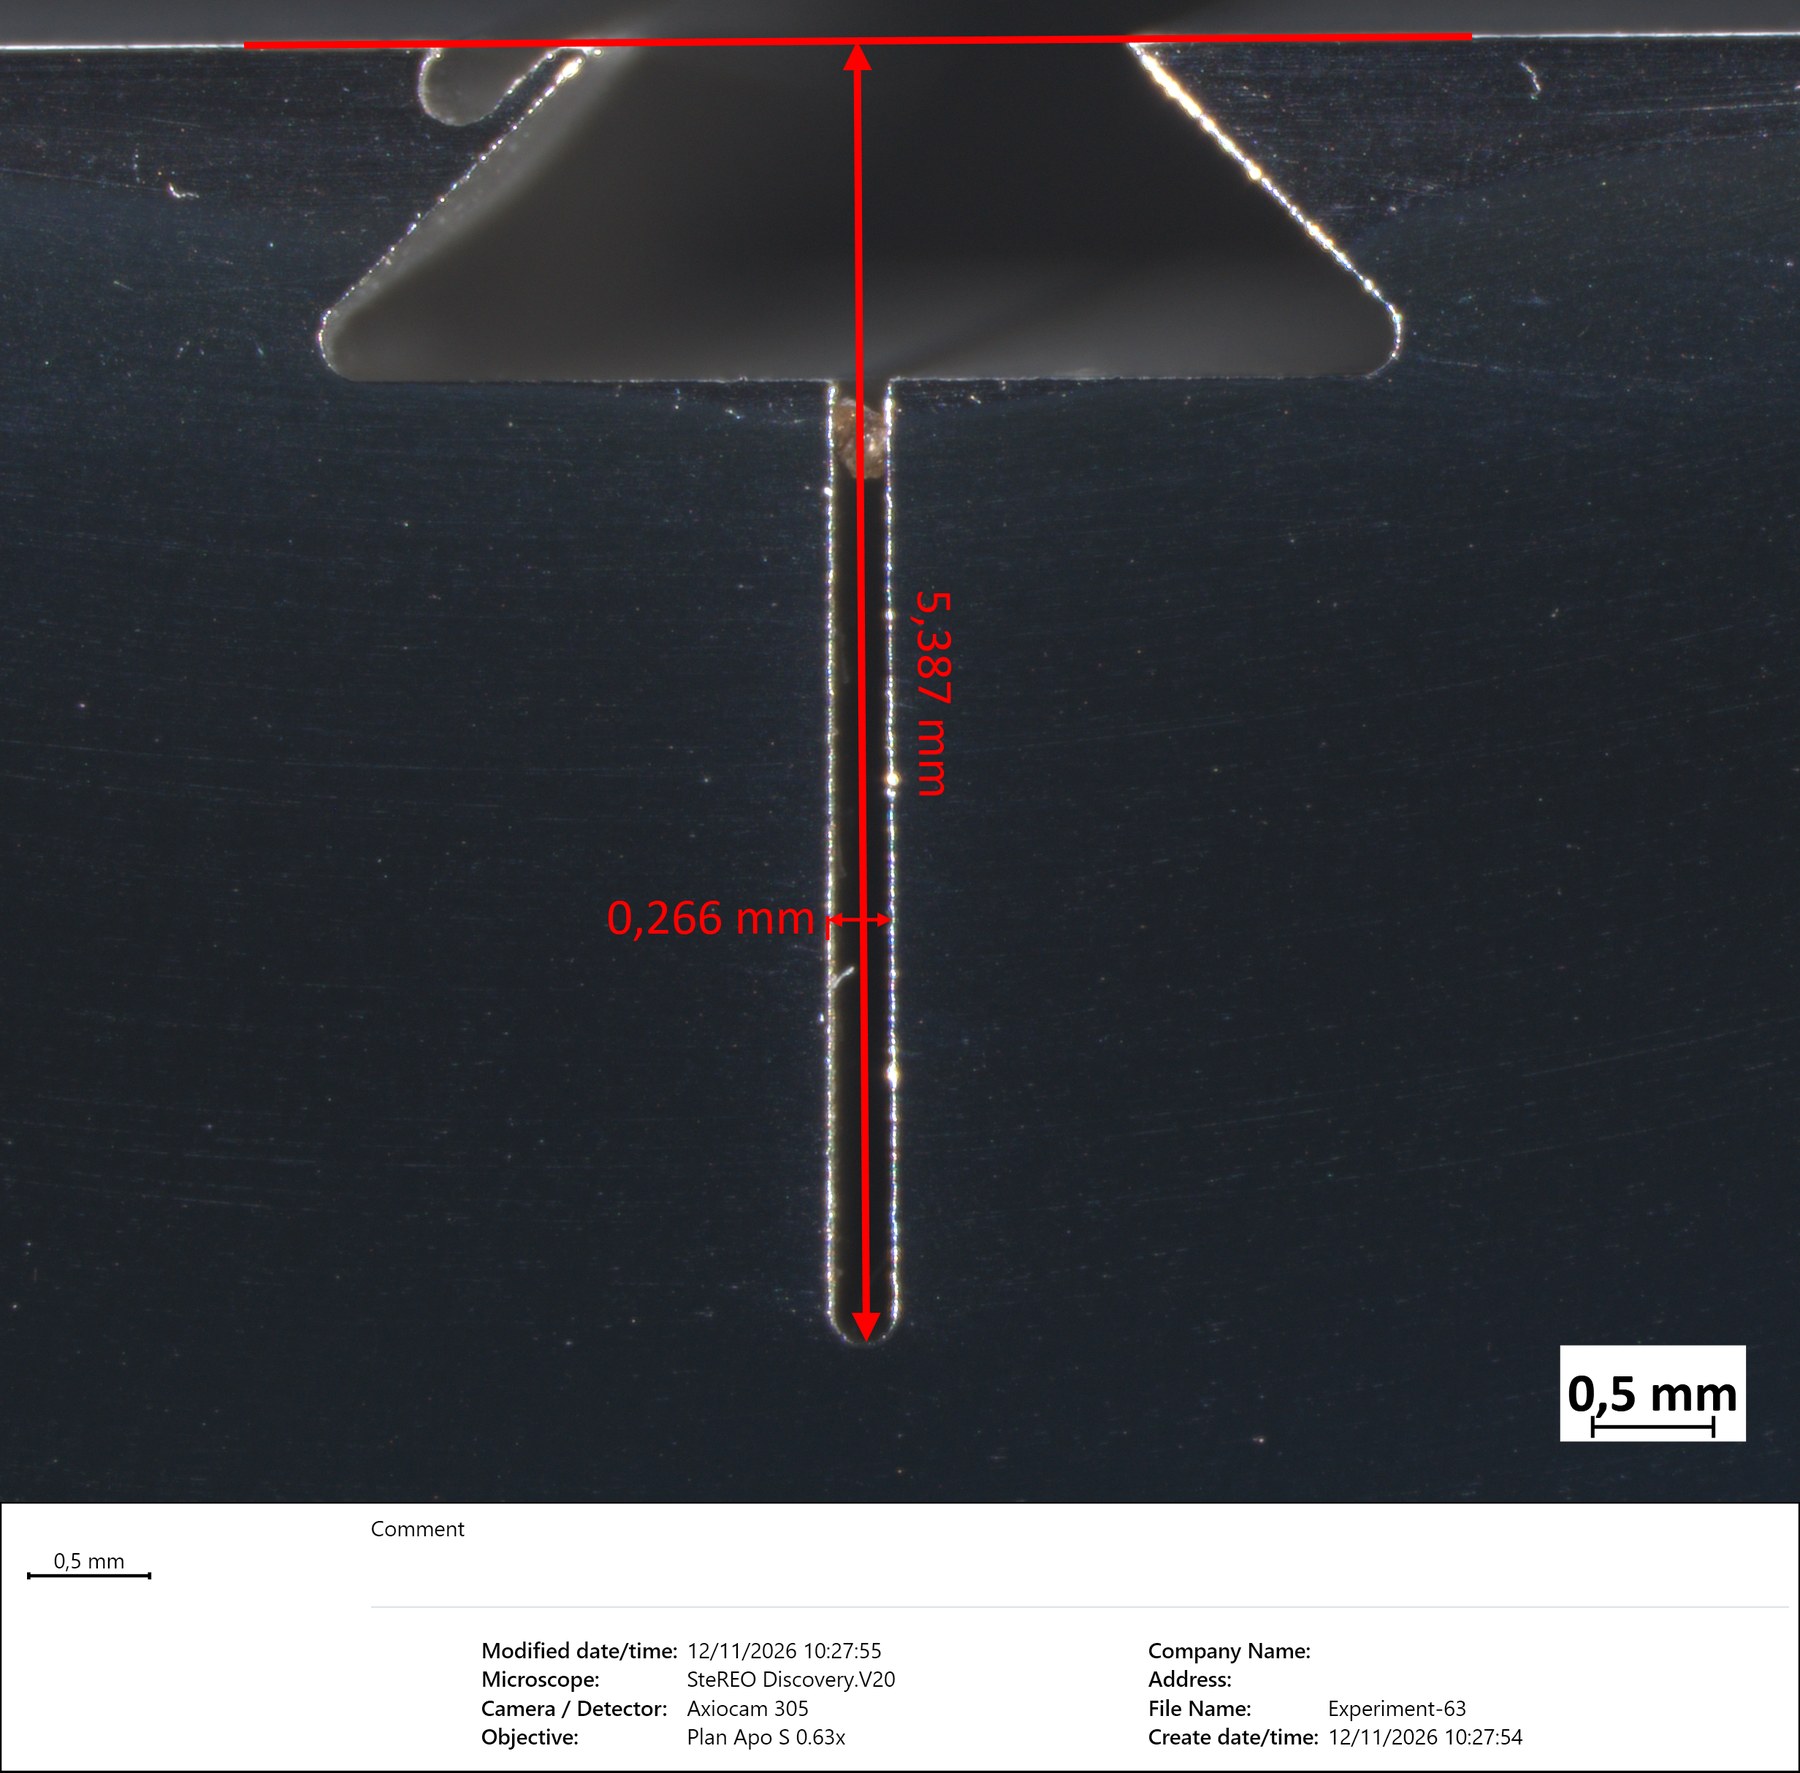 5,387 mm
0,266 mm
0,5 mm
Comment
0,5 mm
Modified date/time: 12/11/2026 10:27:55
Microscope: SteREO Discovery.V20
Camera / Detector: Axiocam 305
Objective: Plan Apo S 0.63x
Company Name:
Address:
File Name: Experiment-63
Create date/time: 12/11/2026 10:27:54